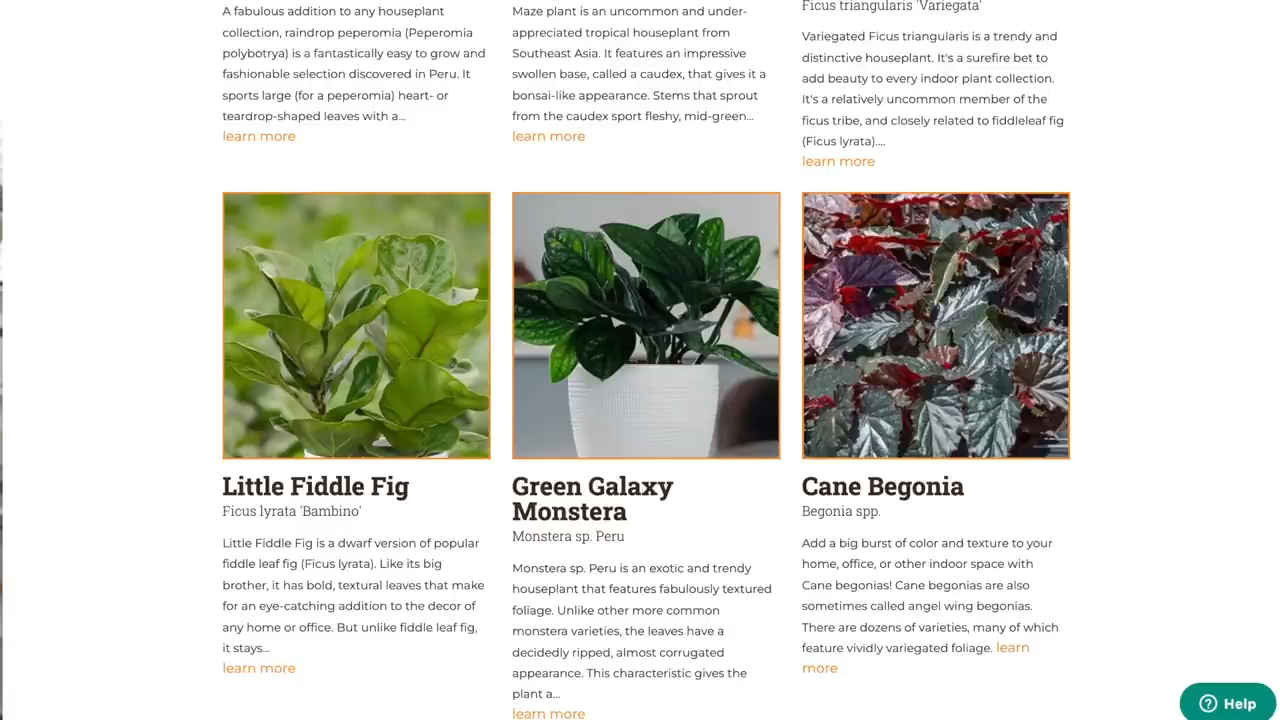 A fabulous addition to any houseplant
collection, raindrop peperomia (Peperomia
polybotrya) is a fantastically easy to grow and
fashionable selection discovered in Peru. It
sports large (for a peperomia) heart- or
teardrop-shaped leaves with a...
learn more
Maze plant is an uncommon and under-
appreciated tropical houseplant from
Southeast Asia. It features an impressive
swollen base, called a caudex, that gives it a
bonsai-like appearance. Stems that sprout
from the caudex sport fleshy, mid-green...
learn more
Ficus triangularis 'Variegata'
Variegated Ficus triangularis is a trendy and
distinctive houseplant. It's a surefire bet to
add beauty to every indoor plant collection.
It's a relatively uncommon member of the
ficus tribe, and closely related to fiddleleaf fig
(Ficus lyrata)....
learn more
Little Fiddle Fig
Ficus lyrata 'Bambino'
Little Fiddle Fig is a dwarf version of popular
fiddle leaf fig (Ficus lyrata). Like its big
brother, it has bold, textural leaves that make
for an eye-catching addition to the decor of
any home or office. But unlike fiddle leaf fig,
it stays...
learn more
Green Galaxy
Monstera
Monstera sp. Peru
Monstera sp. Peru is an exotic and trendy
houseplant that features fabulously textured
foliage. Unlike other more common
monstera varieties, the leaves have a
decidedly ripped, almost corrugated
appearance. This characteristic gives the
plant a...
learn more
Cane Begonia
Begonia spp.
Add a big burst of color and texture to your
home, office, or other indoor space with
Cane begonias! Cane begonias are also
sometimes called angel wing begonias.
There are dozens of varieties, many of which
feature vividly variegated foliage. learn
more
Help